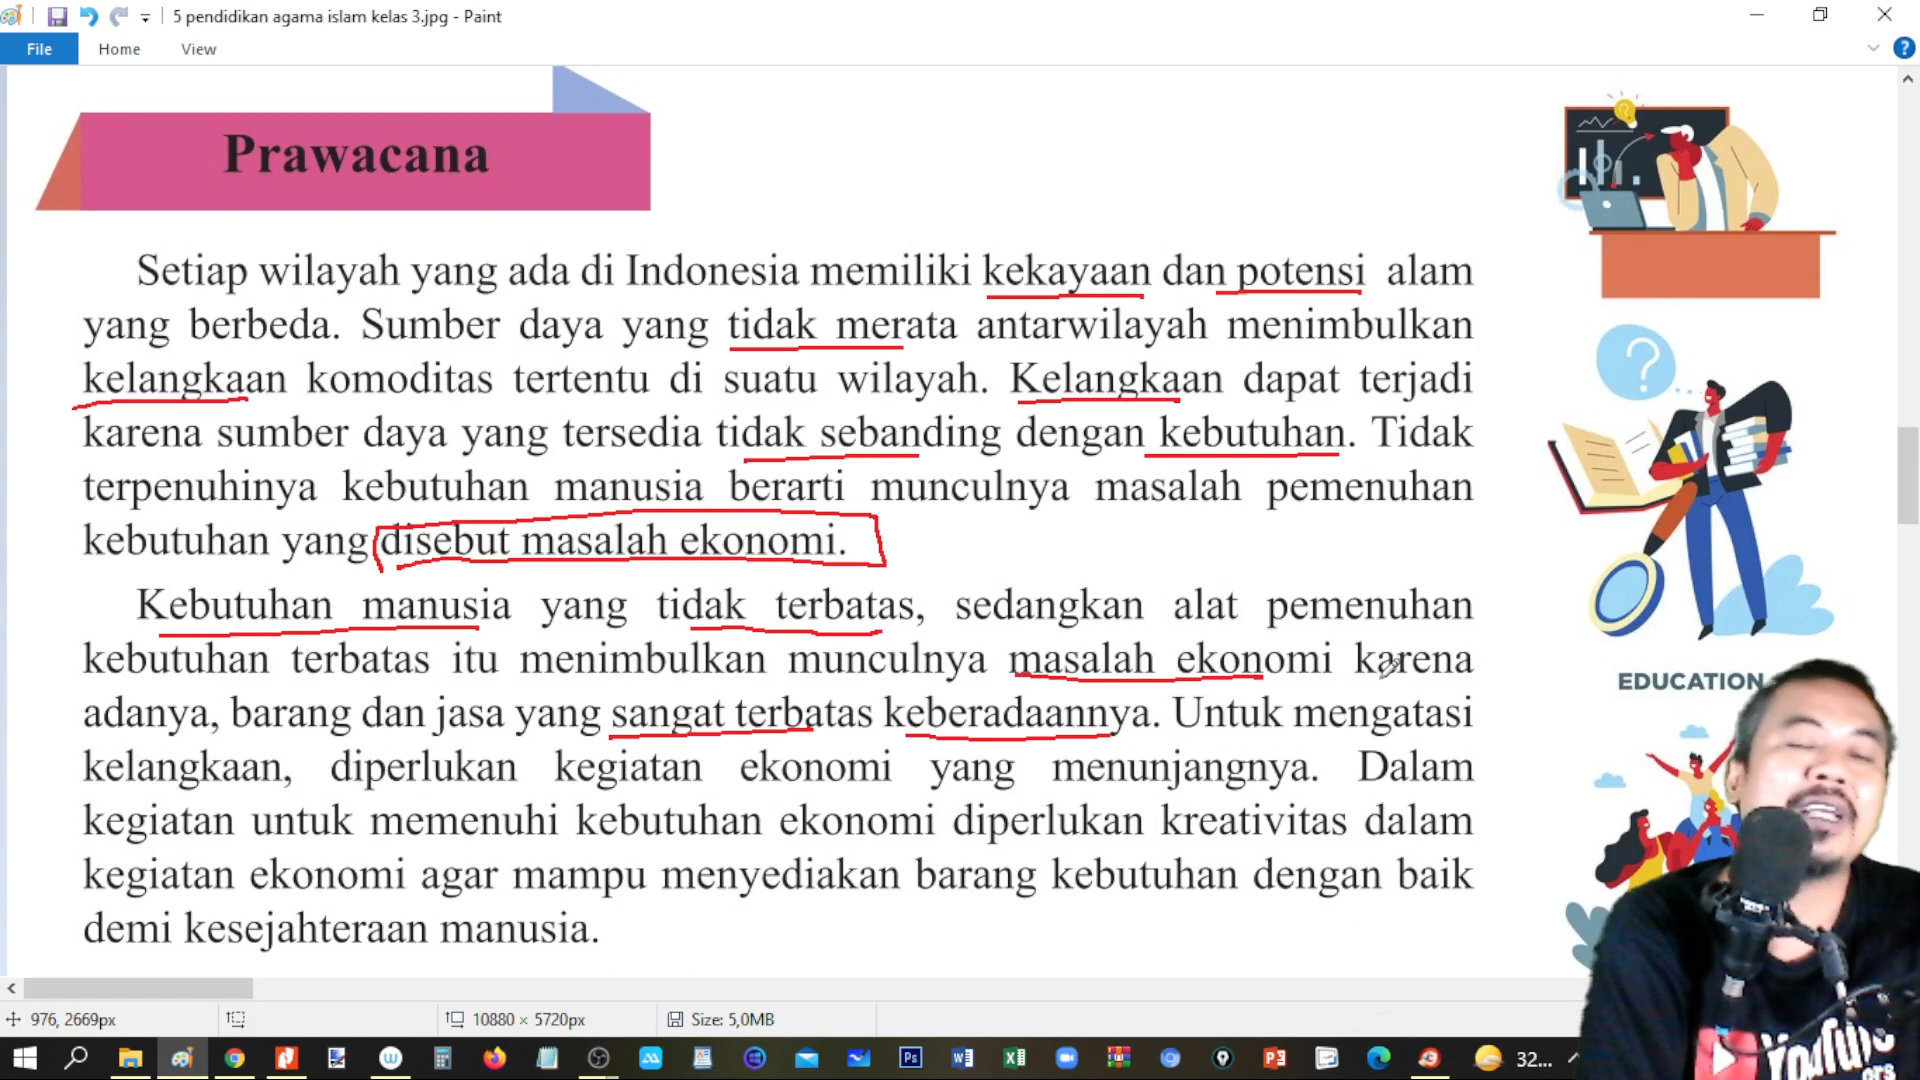 5 pendidikan agama islam kelas 3.jpg - Paint
File Home View
Prawacana
Setiap wilayah yang ada di Indonesia memiliki kekayaan dan potensi alam
yang berbeda. Sumber daya yang tidak merata antarwilayah menimbulkan
kelangkaan komoditas tertentu di suatu wilayah. Kelangkaan dapat terjadi
karena sumber daya yang tersedia tidak sebanding dengan kebutuhan. Tidak
terpenuhinya kebutuhan manusia berarti munculnya masalah pemenuhan
kebutuhan yang disebut masalah ekonomi.
Kebutuhan manusia yang tidak terbatas, sedangkan alat pemenuhan
kebutuhan terbatas itu menimbulkan munculnya masalah ekonomi karena
adanya, barang dan jasa yang sangat terbatas keberadaannya. Untuk mengatasi
kelangkaan, diperlukan kegiatan ekonomi yang menunjangnya. Dalam
kegiatan untuk memenuhi kebutuhan ekonomi diperlukan kreativitas dalam
kegiatan ekonomi agar mampu menyediakan barang kebutuhan dengan baik
demi kesejahteraan manusia.
?
EDUCATION
YouTube
976, 2669px
10880 × 5720px
Size: 5,0MB
Ps
32...